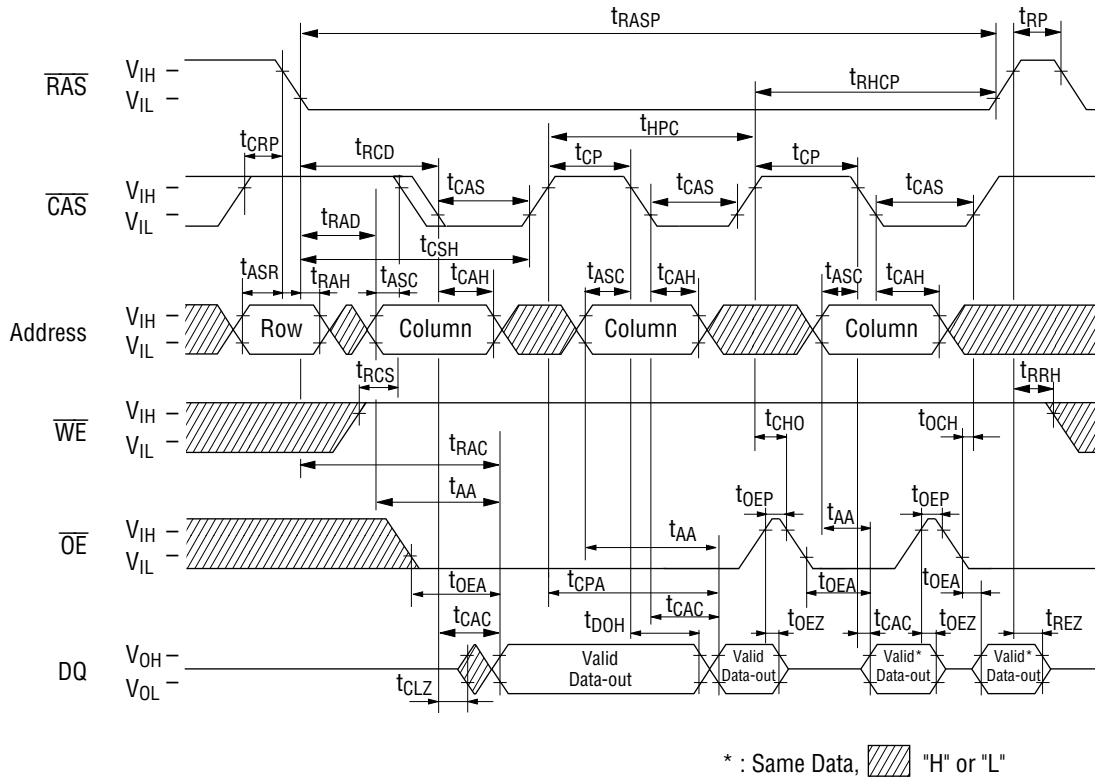 tRASP tRP
RAS VIH VIL
tRHCP
tHPC
tCRP tRCD tCP tCP
CAS VIH VIL
tCAS tCAS tCAS
tRAD
tCSH
tASR tRAH tASC tCAH tASC tCAH tASC tCAH
Address VIH VIL Row Column Column Column
tRCS tRRH
WE VIH VIL
tCHO tOCH
tRAC
tAA tOEP tOEP
OE VIH VIL
tAA tAA
tOEA tCPA tOEA tOEA
tCAC tDOH tCAC tOEZ tCAC tOEZ tREZ
DQ VOH VOL
Valid Data-out
Valid Data-out
Valid* Data-out
Valid* Data-out
tCLZ
* : Same Data, "H" or "L"